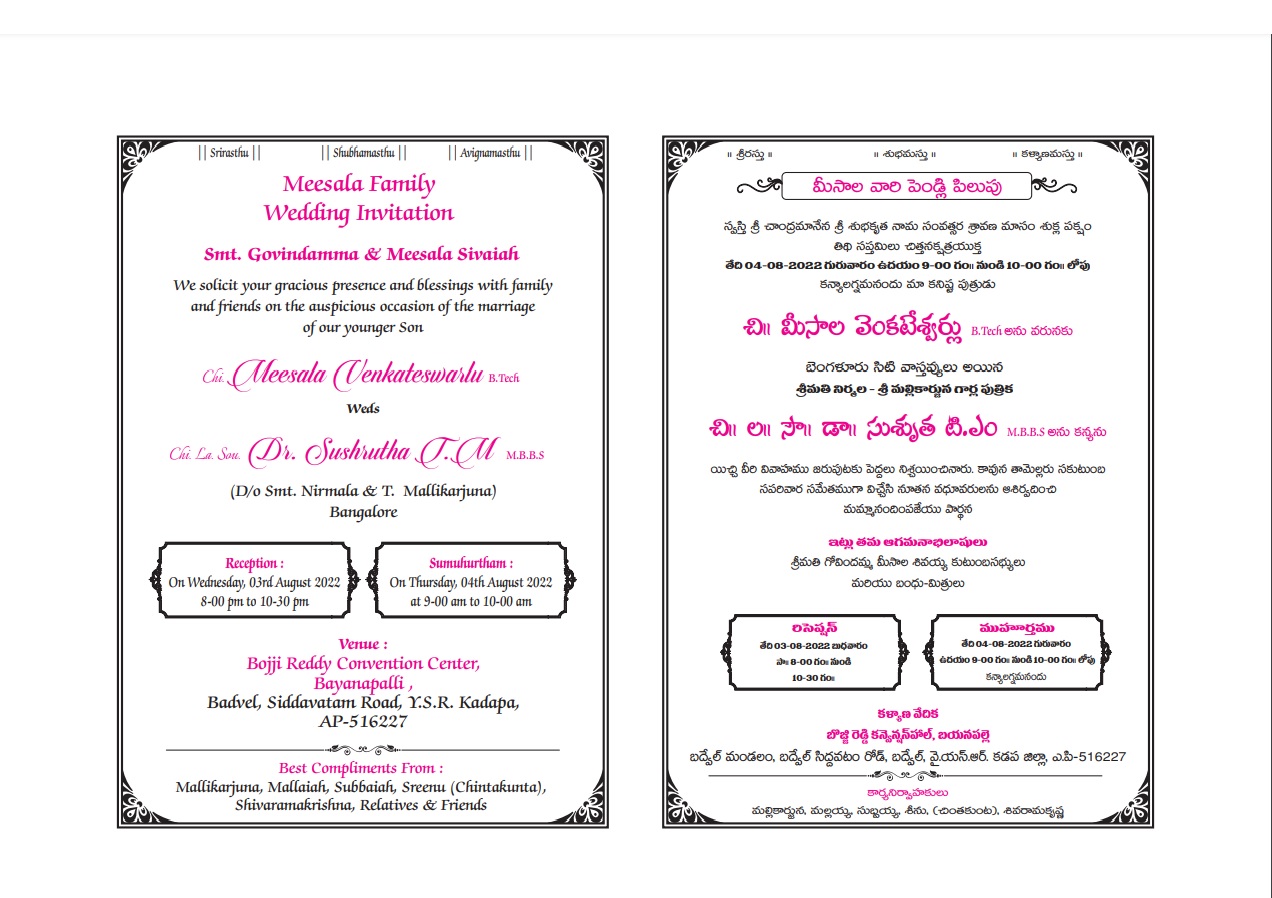 || Srirasthu || || Shubhamasthu || || Avignamasthu ||
Meesala Family
Wedding Invitation
Smt. Govindamma & Meesala Sivaiah
We solicit your gracious presence and blessings with family
and friends on the auspicious occasion of the marriage
of our younger Son
Chi. Meesala Venkateswarlu B.Tech
Weds
Chi. La. Sou. Dr. Sushrutha T.M M.B.B.S
(D/o Smt. Nirmala & T. Mallikarjuna)
Bangalore
Reception :
On Wednesday, 03rd August 2022
8-00 pm to 10-30 pm
Sumuhurtham :
On Thursday, 04th August 2022
at 9-00 am to 10-00 am
Venue :
Bojji Reddy Convention Center,
Bayanapalli ,
Badvel, Siddavatam Road, Y.S.R. Kadapa,
AP-516227
Best Compliments From :
Mallikarjuna, Mallaiah, Subbaiah, Sreenu (Chintakunta),
Shivaramakrishna, Relatives & Friends
॥ శ్రీరస్తు ॥ ॥ శుభమస్తు ॥ ॥ కళ్యాణమస్తు ॥
మీసాల వారి పెండ్లి పిలుపు
స్వస్తి శ్రీ చాంద్రమానేన శ్రీ శుభకృత నామ సంవత్సర శ్రావణ మాసం శుక్ల పక్షం
తిథి సప్తమిలు చిత్తనక్షత్రయుక్త
తేది 04-08-2022 గురువారం ఉదయం 9-00 గం॥ నుండి 10-00 గం॥ లోపు
కన్యాలగ్నమనందు మా కనిష్ట పుత్రుడు
చి॥ మీసాల వెంకటేశ్వర్లు B.Tech అను వరునకు
బెంగళూరు సిటి వాస్తవ్యులు అయిన
శ్రీమతి నిర్మల - శ్రీ మల్లికార్జున గార్ల పుత్రిక
చి॥ ల॥ సౌ॥ డా॥ సుశృత టి.ఎం M.B.B.S అను కన్యను
యిచ్చి వీరి వివాహము జరుపుటకు పెద్దలు నిశ్చయించినారు. కావున తామెల్లరు సకుటుంబ
సపరివార సమేతముగా విచ్చేసి నూతన వధూవరులను ఆశిర్వదించి
మమ్మానందింపజేయు పార్థన
ఇట్లు తమ ఆగమనాభిలాషులు
శ్రీమతి గోవిందమ్మ మీసాల శివయ్య కుటుంబసభ్యులు
మరియు బంధు-మిత్రులు
రిసెప్షన్
తేది 03-08-2022 బుధవారం
సా॥ 8-00 గం॥ నుండి
10-30 గం॥
ముహూర్తము
తేది 04-08-2022 గురువారం
ఉదయం 9-00 గం॥ నుండి 10-00 గం॥ లోపు
కన్యాలగ్నమనందు
కళ్యాణ వేదిక
బొజ్జి రెడ్డి కన్వెన్షన్‌హాల్, బయనపల్లె
బద్వేల్ మండలం, బద్వేల్ సిద్దవటం రోడ్, బద్వేల్, వై.యస్.ఆర్. కడప జిల్లా, ఎ.పి-516227
కార్యనిర్వాహకులు
మల్లికార్జున, మల్లయ్య, సుబ్బయ్య, శీను, (చింతకుంట), శివరామకృష్ణ